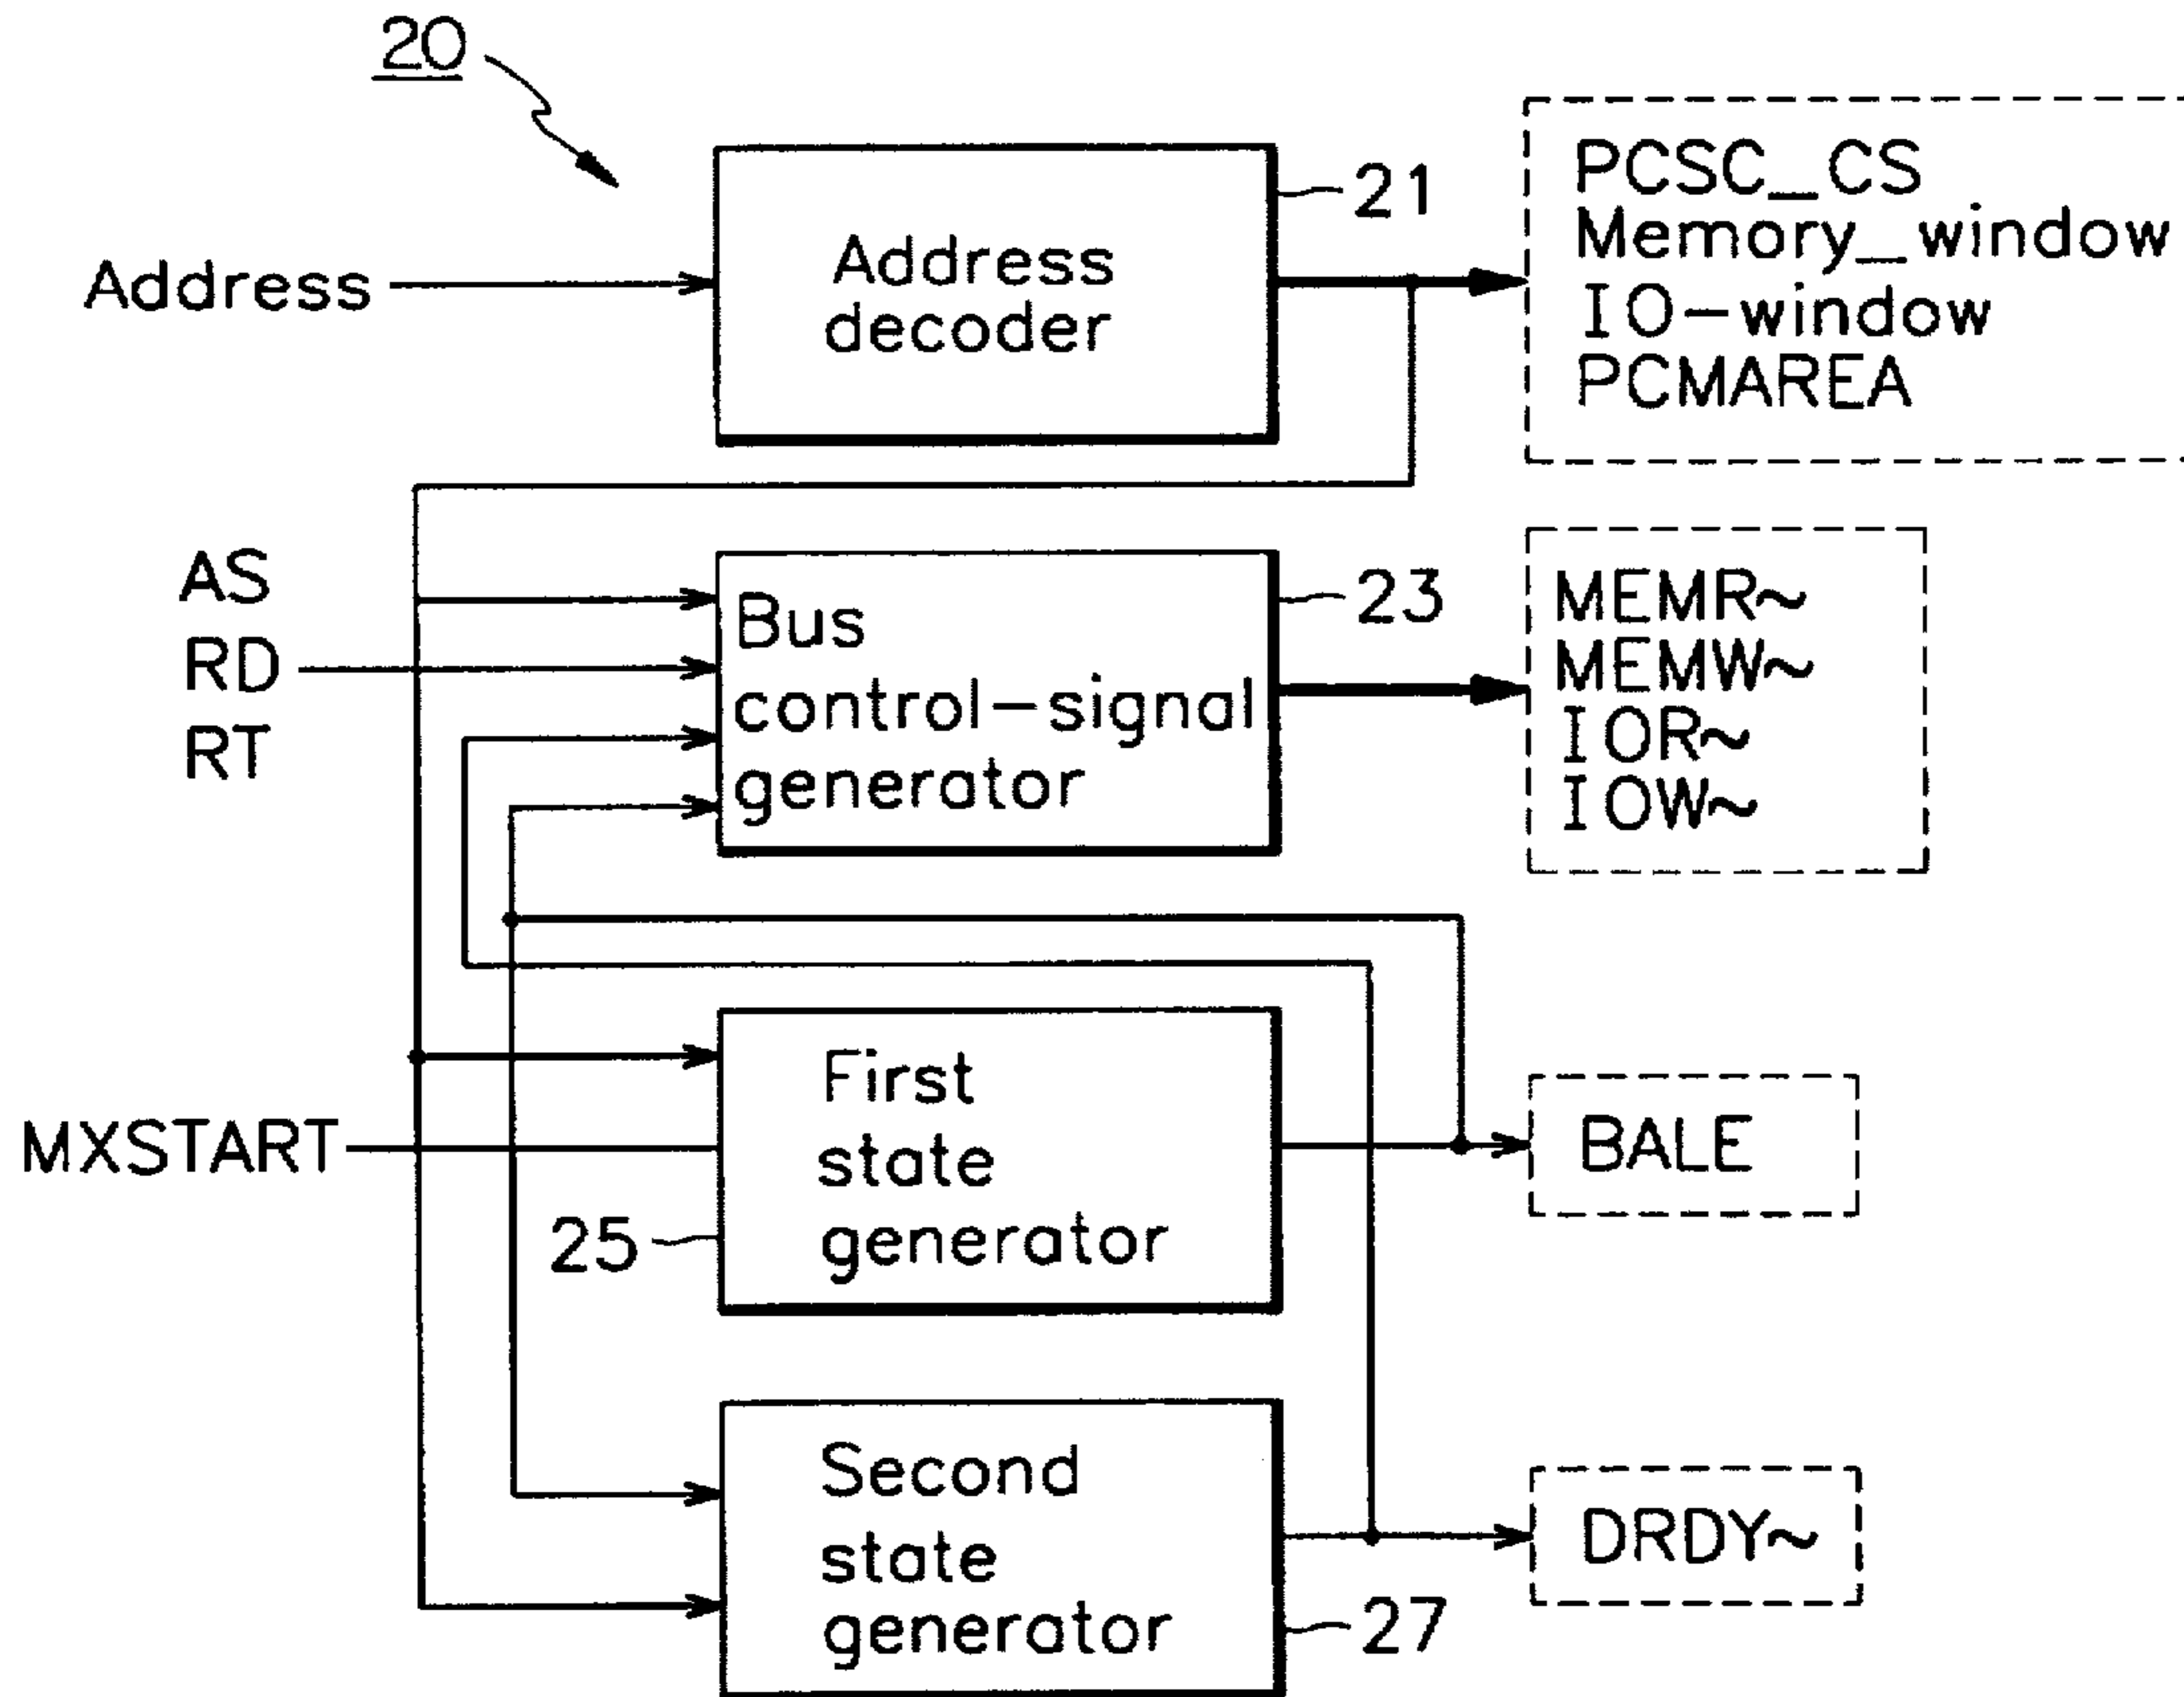 20
21
Address
Address
decoder
PCSC_CS
Memory_window
IO-window
PCMAREA
AS
RD
RT
23
Bus
control-signal
generator
MEMR~
MEMW~
IOR~
IOW~
MXSTART
First
state
generator
25
BALE
Second
state
generator
27
DRDY~